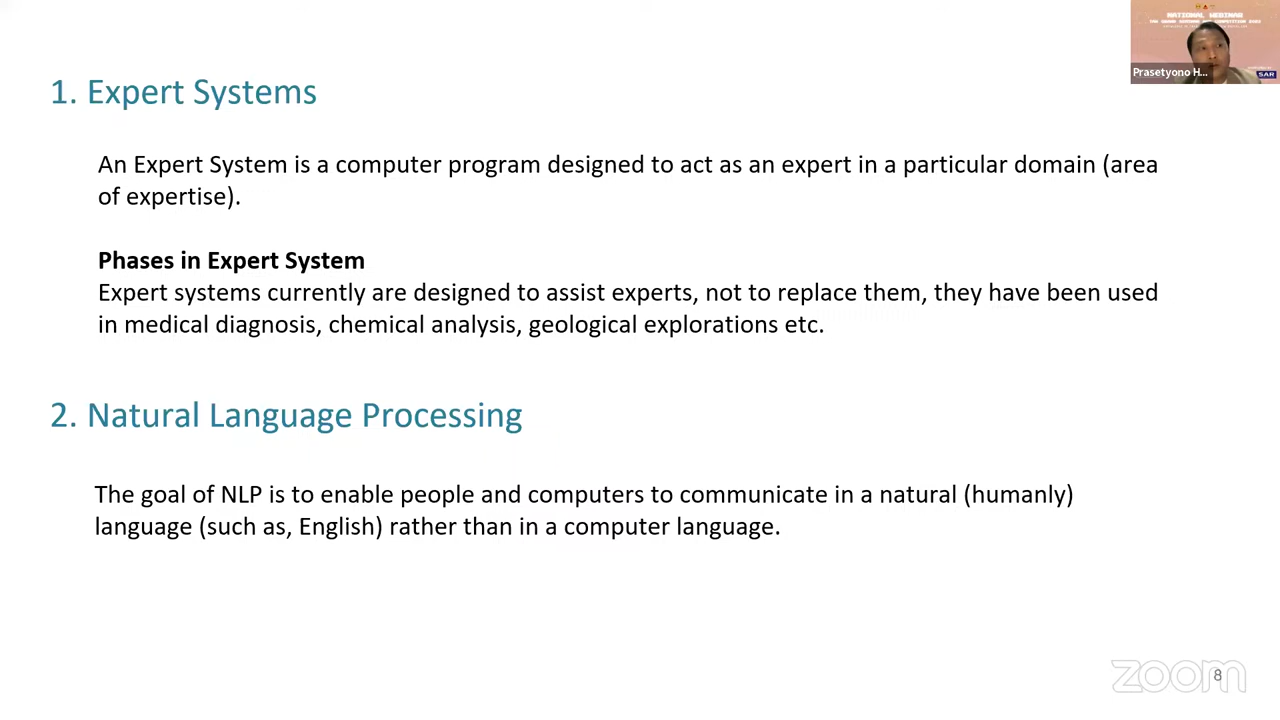 NATIONAL WEBINAR
Prasetyono H...
SAR
1. Expert Systems
An Expert System is a computer program designed to act as an expert in a particular domain (area
of expertise).
Phases in Expert System
Expert systems currently are designed to assist experts, not to replace them, they have been used
in medical diagnosis, chemical analysis, geological explorations etc.
2. Natural Language Processing
The goal of NLP is to enable people and computers to communicate in a natural (humanly)
language (such as, English) rather than in a computer language.
zoom
8